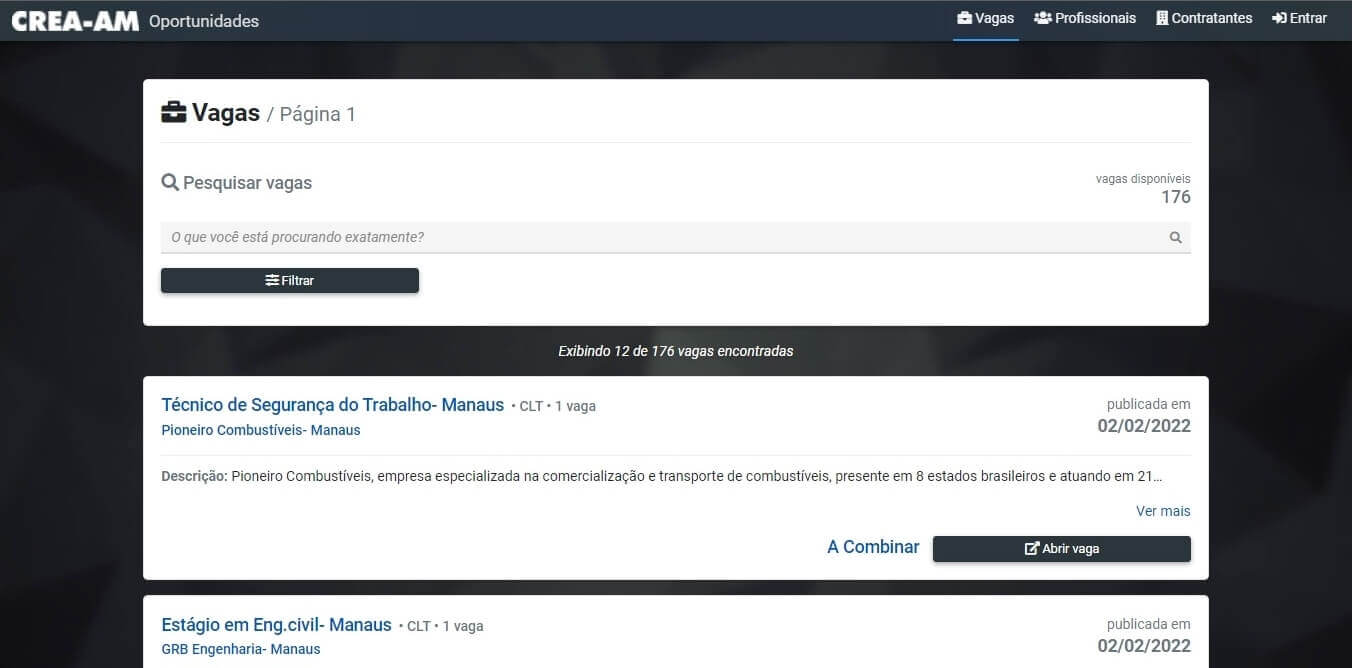 CREA-AM Oportunidades Vagas Profissionais Contratantes Entrar
Vagas / Página 1
Pesquisar vagas
vagas disponíveis
176
O que você está procurando exatamente?
Filtrar
Exibindo 12 de 176 vagas encontradas
Técnico de Segurança do Trabalho- Manaus • CLT • 1 vaga
publicada em
Pioneiro Combustíveis- Manaus
02/02/2022
Descrição: Pioneiro Combustíveis, empresa especializada na comercialização e transporte de combustíveis, presente em 8 estados brasileiros e atuando em 21...
Ver mais
A Combinar Abrir vaga
Estágio em Eng.civil- Manaus • CLT • 1 vaga
publicada em
GRB Engenharia- Manaus
02/02/2022